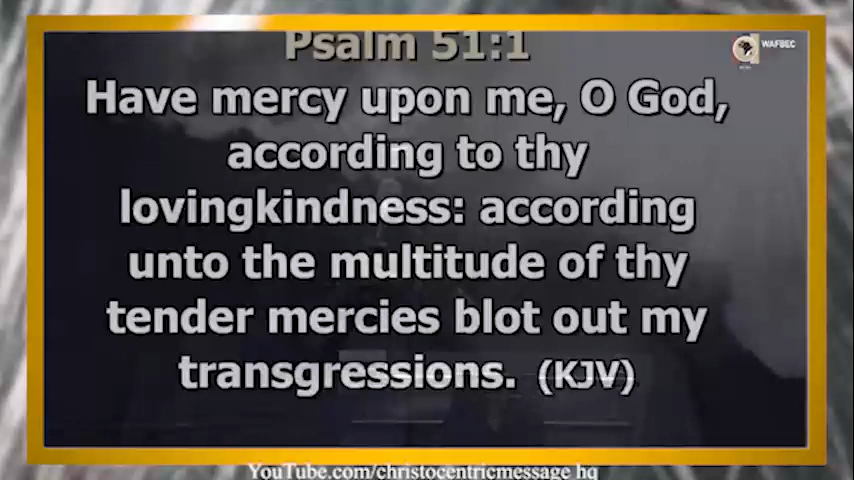 Psalm 51:1
WAFBEC
Have mercy upon me, O God,
according to thy
lovingkindness: according
unto the multitude of thy
tender mercies blot out my
transgressions. (KJV)
YouTube.com/christocentricmessage hq